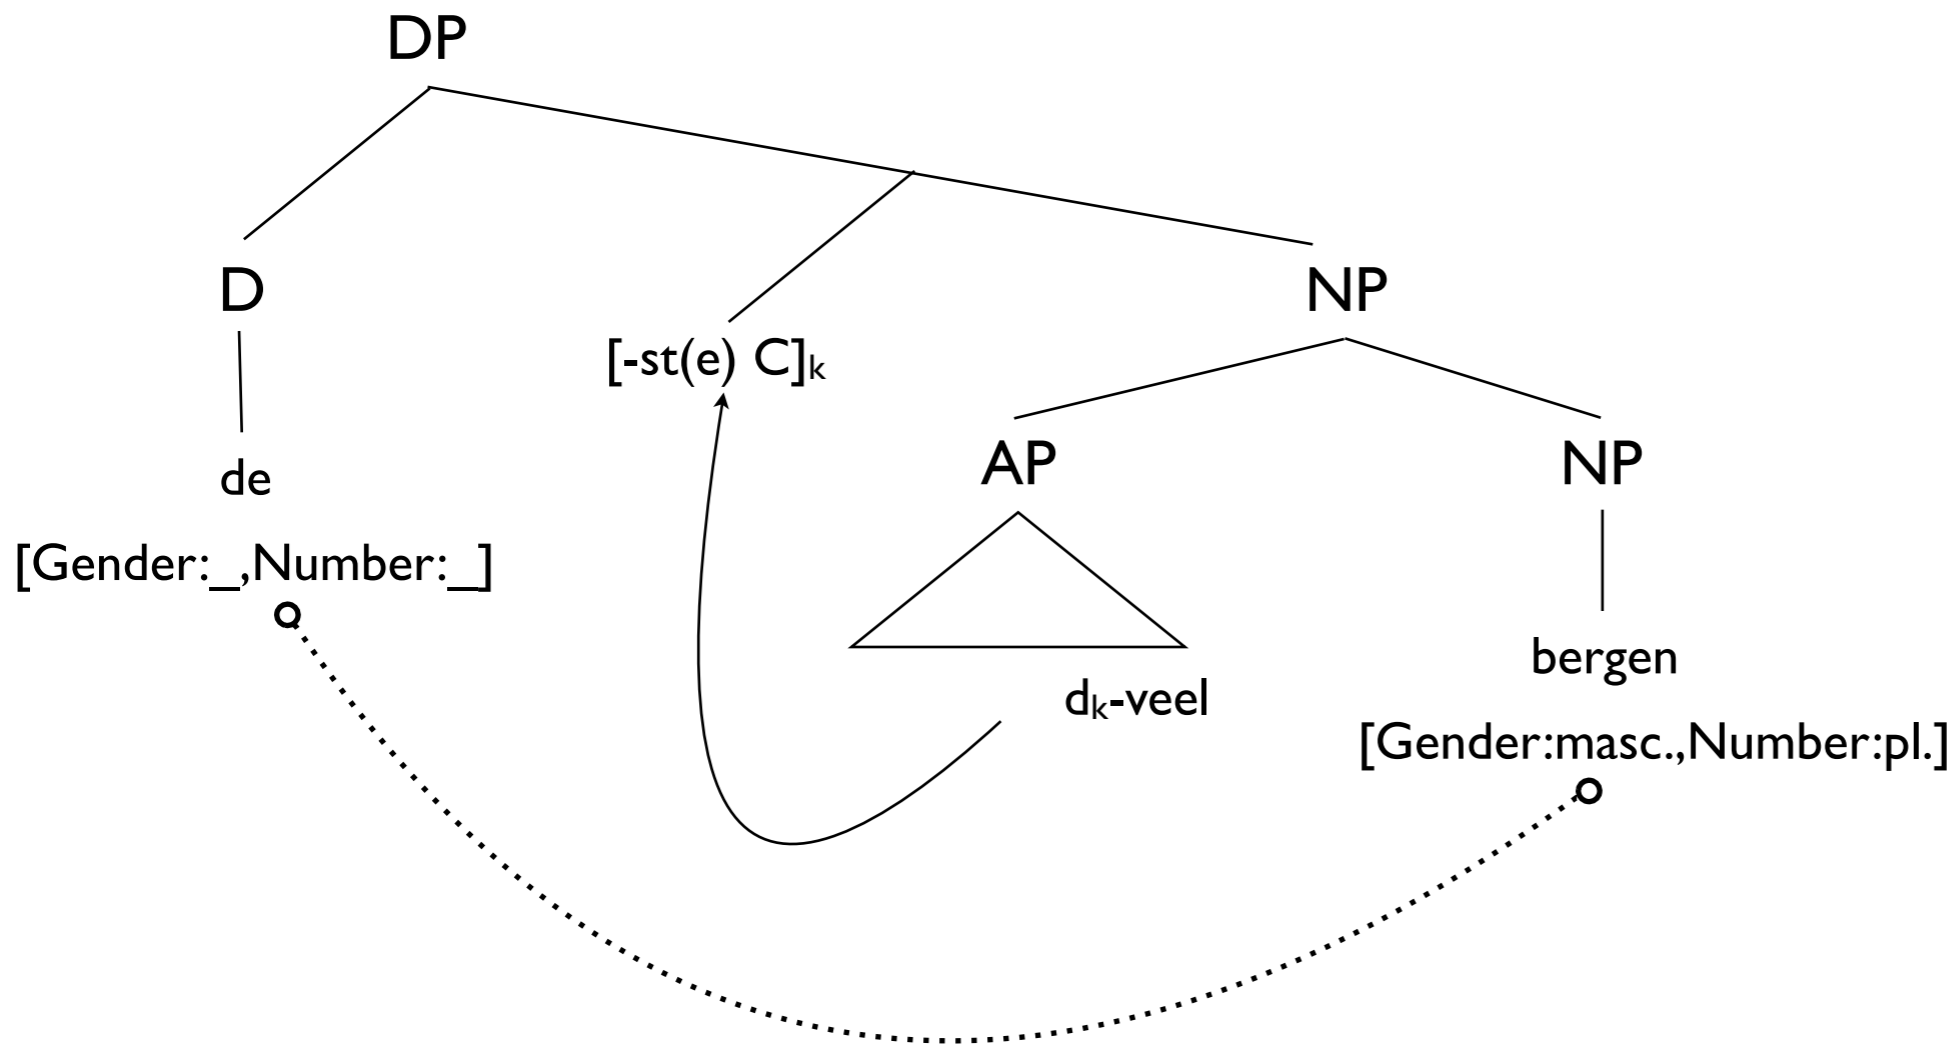 DP
D
NP
[-st(e) C]k
AP
NP
de
[Gender:_,Number:_]
bergen
dk-veel
[Gender:masc.,Number:pl.]